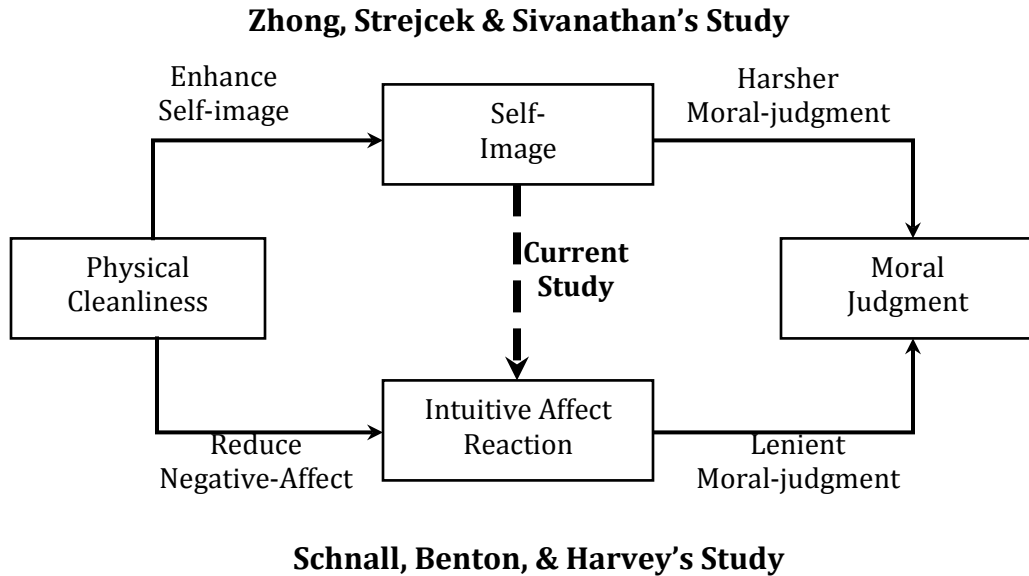 Zhong, Strejcek & Sivanathan’s Study
Enhance
Self-image
Self-
Image
Harsher
Moral-judgment
Physical
Cleanliness
Current
Study
Moral
Judgment
Reduce
Negative-Affect
Intuitive Affect
Reaction
Lenient
Moral-judgment
Schnall, Benton, & Harvey’s Study